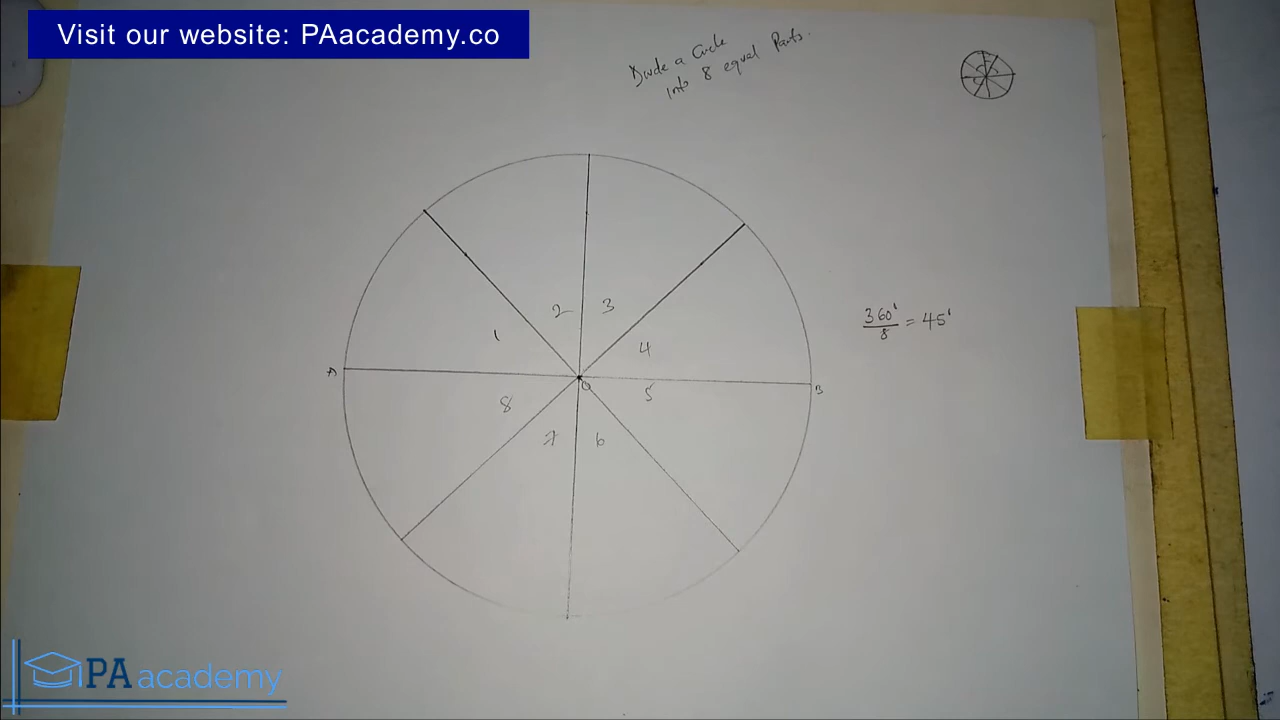 Visit our website: PAacademy.co
Divide a Circle
into 8 equal Parts.
360°/8 = 45°
2 3
1 4
A O B
8 5
7 6
PA academy